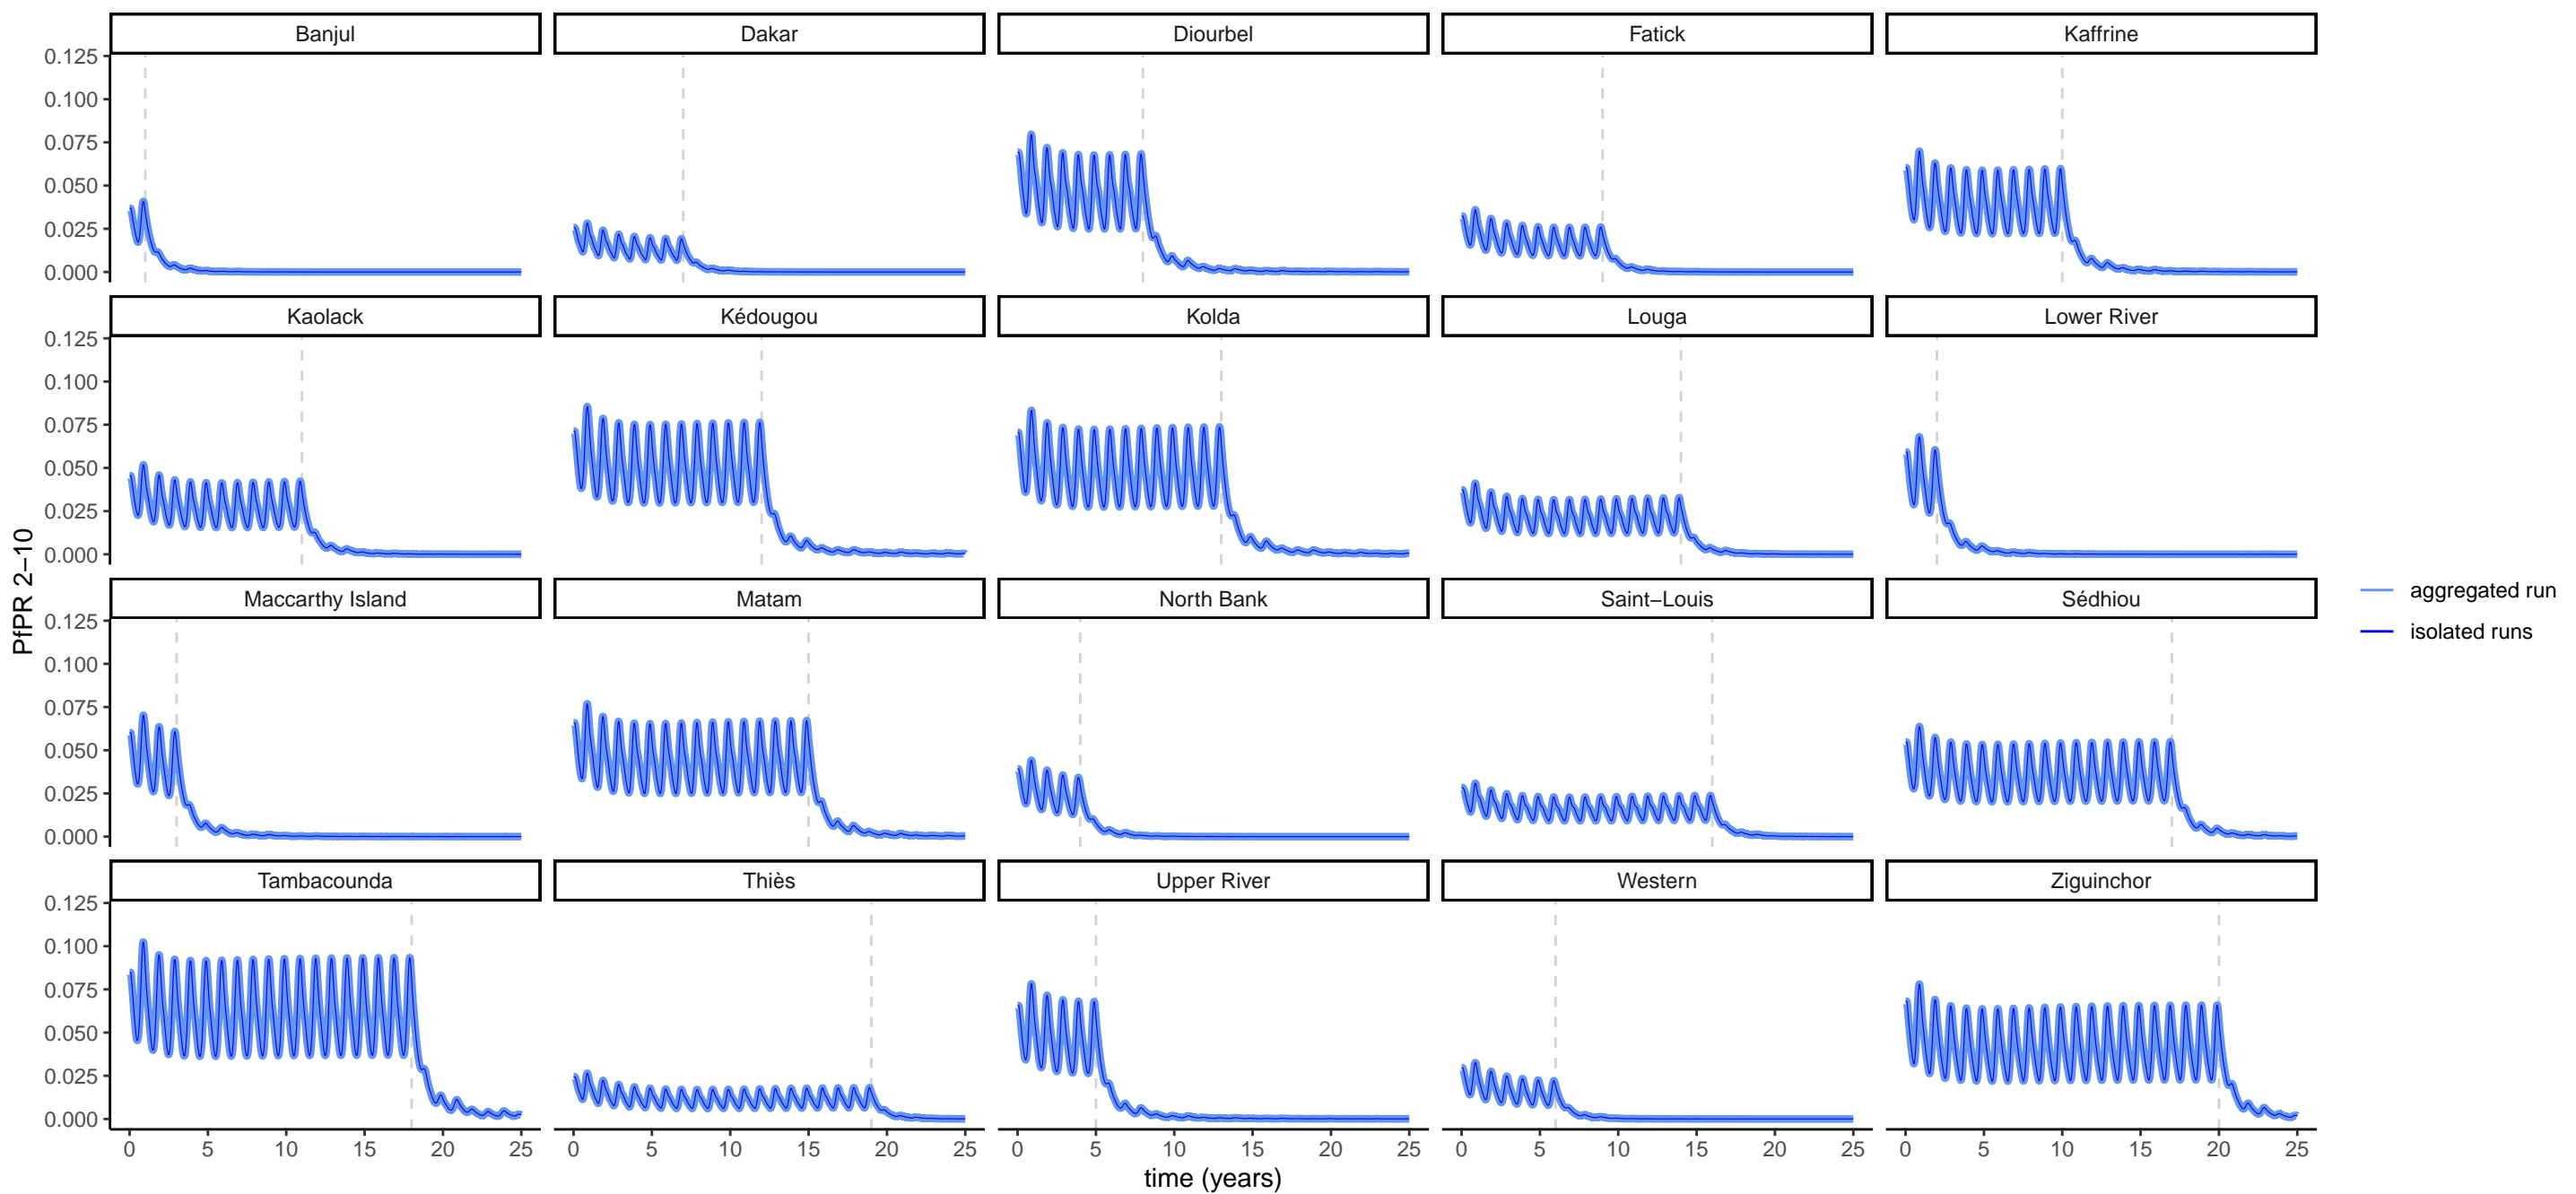 Banjul Dakar Diourbel Fatick Kaffrine
0.125
0.100
0.075
0.050
0.025
0.000
Kaolack Kédougou Kolda Louga Lower River
0.125
0.100
0.075
0.050
0.025
0.000
PfPR 2−10
aggregated run
isolated runs
Maccarthy Island Matam North Bank Saint−Louis Sédhiou
0.125
0.100
0.075
0.050
0.025
0.000
Tambacounda Thiès Upper River Western Ziguinchor
0.125
0.100
0.075
0.050
0.025
0.000
0 5 10 15 20 25 0 5 10 15 20 25 0 5 10 15 20 25 0 5 10 15 20 25 0 5 10 15 20 25
time (years)